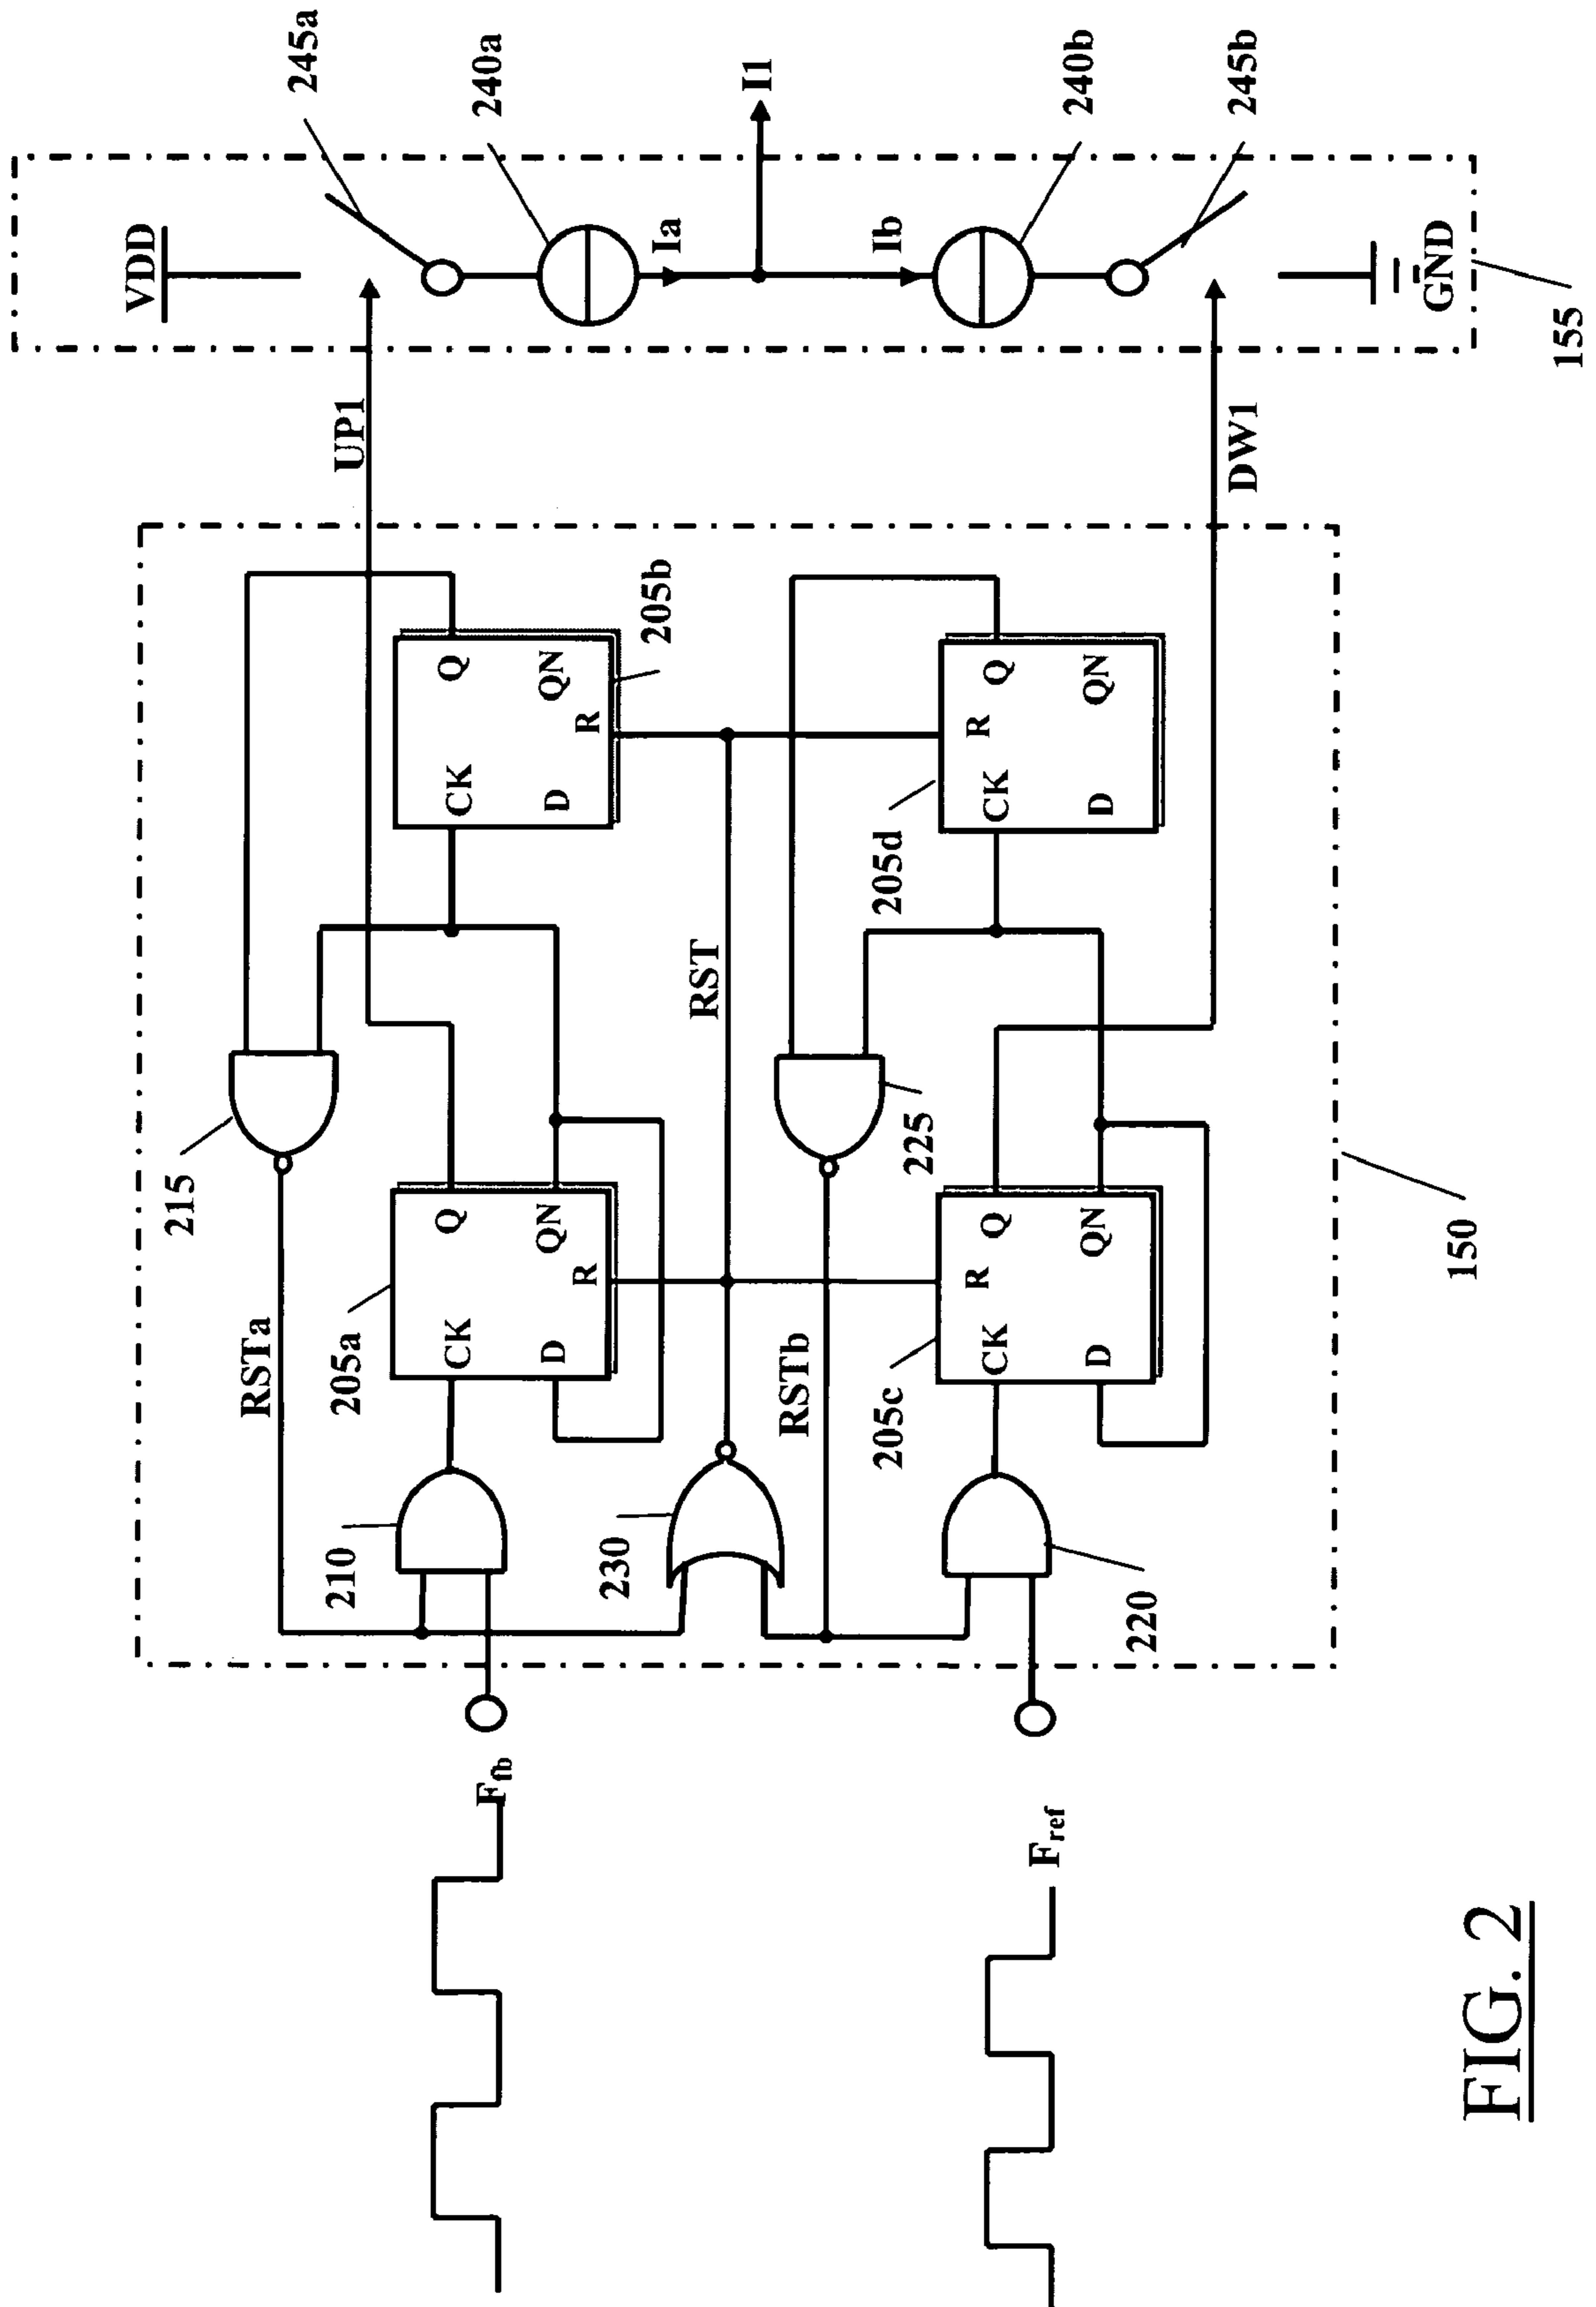 VDD
245a
240a
Ia
I1
Ib
240b
245b
GND
155
UP1
DW1
Q
QN
R
CK
D
205b
Q
QN
R
CK
D
205d
RST
215
225
Q
QN
R
CK
D
205a
RSTa
Q
QN
R
CK
D
205c
RSTb
150
210
230
220
Ffb
Fref
FIG. 2